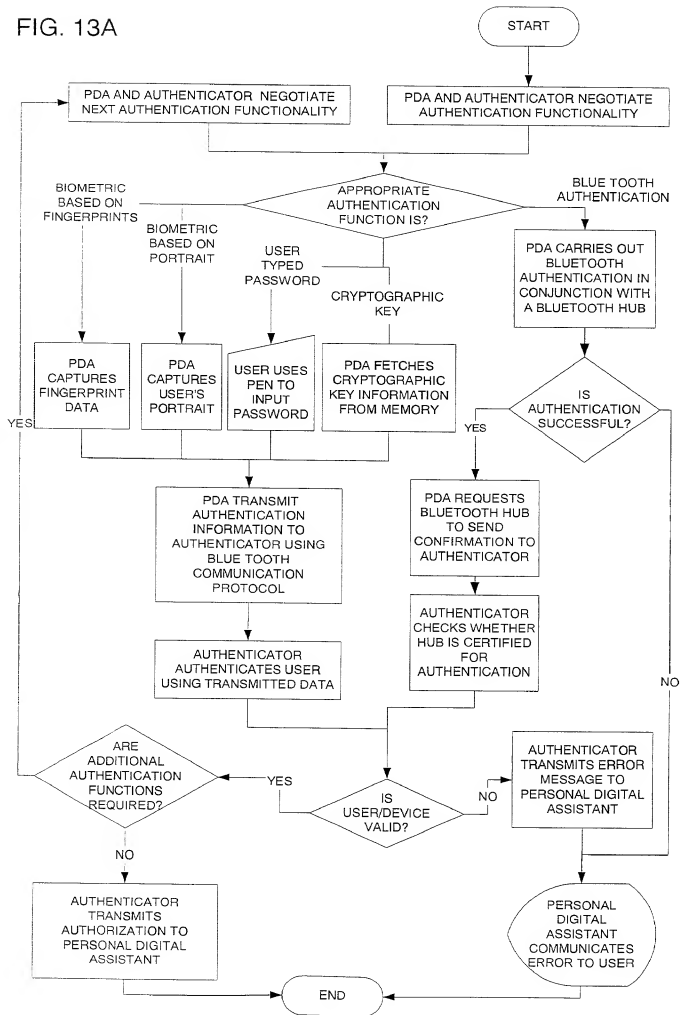 FIG. 13A
START
PDA AND AUTHENTICATOR NEGOTIATE
NEXT AUTHENTICATION FUNCTIONALITY
PDA AND AUTHENTICATOR NEGOTIATE
AUTHENTICATION FUNCTIONALITY
APPROPRIATE
AUTHENTICATION
FUNCTION IS?
BIOMETRIC
BASED ON
FINGERPRINTS
BIOMETRIC
BASED ON
PORTRAIT
USER
TYPED
PASSWORD
CRYPTOGRAPHIC
KEY
BLUE TOOTH
AUTHENTICATION
PDA CARRIES OUT
BLUETOOTH
AUTHENTICATION IN
CONJUNCTION WITH
A BLUETOOTH HUB
PDA
CAPTURES
FINGERPRINT
DATA
PDA
CAPTURES
USER'S
PORTRAIT
USER USES
PEN TO
INPUT
PASSWORD
PDA FETCHES
CRYPTOGRAPHIC
KEY INFORMATION
FROM MEMORY
IS
AUTHENTICATION
SUCCESSFUL?
YES
YES
PDA TRANSMIT
AUTHENTICATION
INFORMATION TO
AUTHENTICATOR USING
BLUE TOOTH
COMMUNICATION
PROTOCOL
PDA REQUESTS
BLUETOOTH HUB
TO SEND
CONFIRMATION TO
AUTHENTICATOR
AUTHENTICATOR
AUTHENTICATES USER
USING TRANSMITTED DATA
AUTHENTICATOR
CHECKS WHETHER
HUB IS CERTIFIED
FOR
AUTHENTICATION
NO
ARE
ADDITIONAL
AUTHENTICATION
FUNCTIONS
REQUIRED?
YES
IS
USER/DEVICE
VALID?
NO
AUTHENTICATOR
TRANSMITS ERROR
MESSAGE TO
PERSONAL DIGITAL
ASSISTANT
NO
AUTHENTICATOR
TRANSMITS
AUTHORIZATION TO
PERSONAL DIGITAL
ASSISTANT
PERSONAL
DIGITAL
ASSISTANT
COMMUNICATES
ERROR TO USER
END